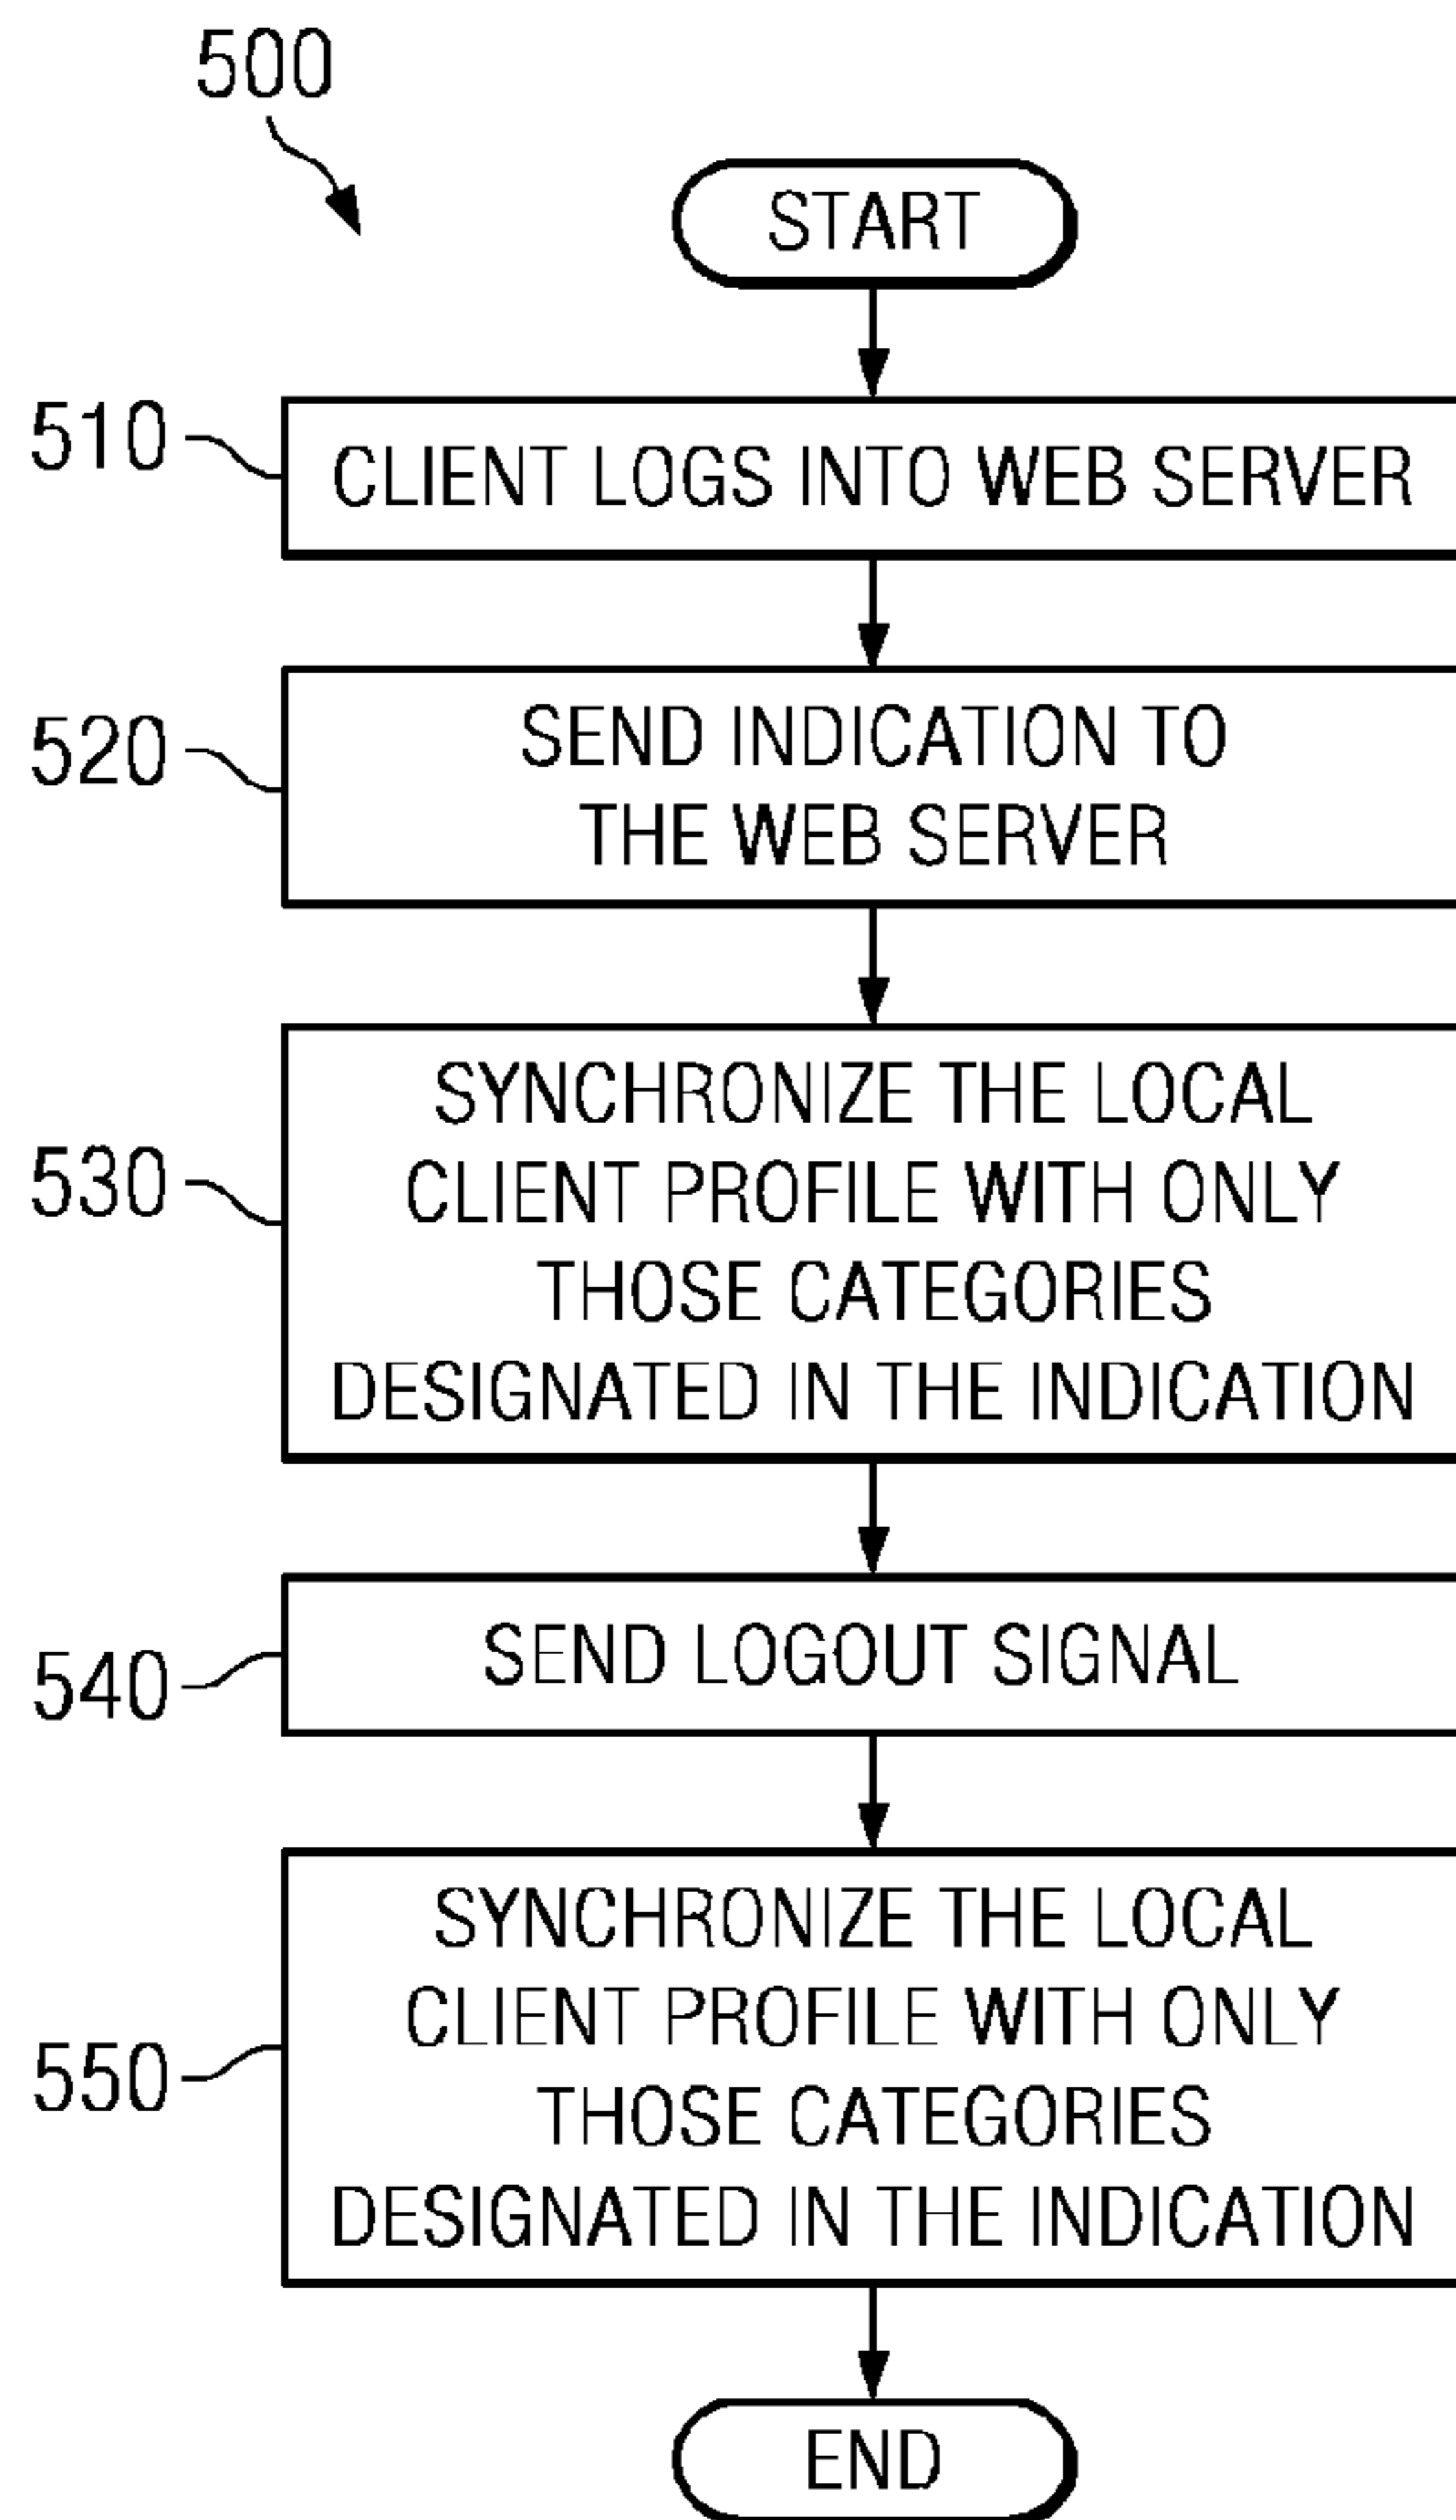 500
START
510
CLIENT LOGS INTO WEB SERVER
520
SEND INDICATION TO
THE WEB SERVER
530
SYNCHRONIZE THE LOCAL
CLIENT PROFILE WITH ONLY
THOSE CATEGORIES
DESIGNATED IN THE INDICATION
540
SEND LOGOUT SIGNAL
550
SYNCHRONIZE THE LOCAL
CLIENT PROFILE WITH ONLY
THOSE CATEGORIES
DESIGNATED IN THE INDICATION
END